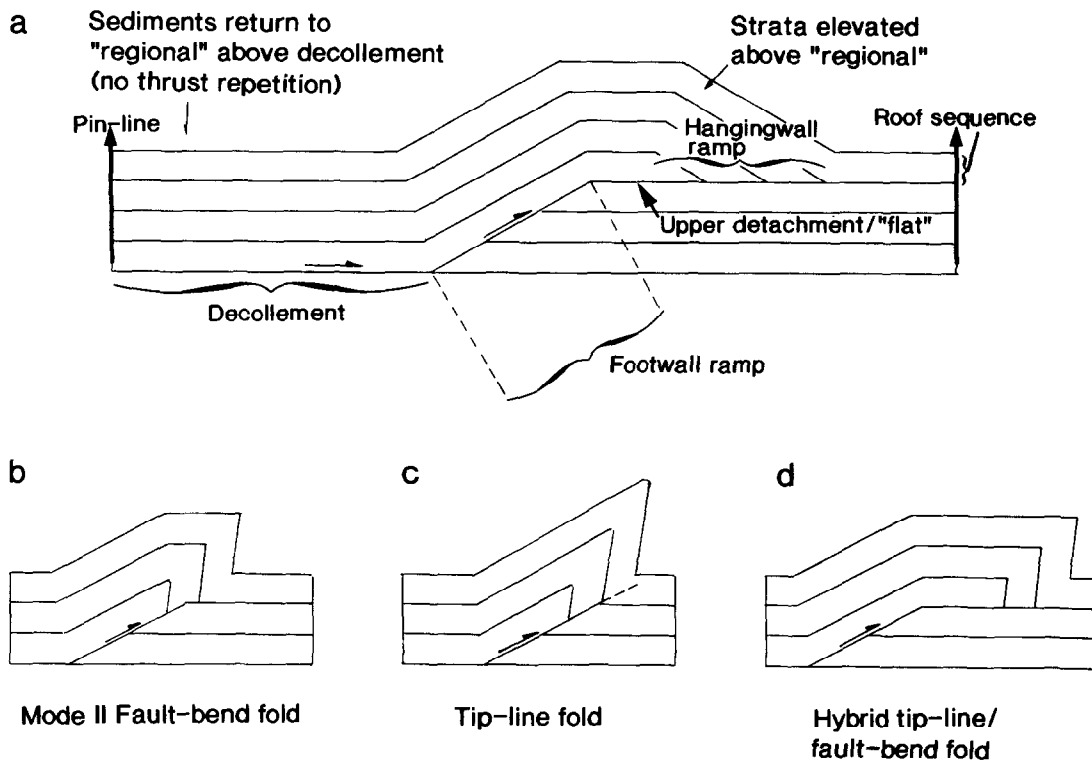 a
Sediments return to
"regional" above decollement
(no thrust repetition)
Strata elevated
above "regional"
Pin-line
Hangingwall
ramp
Roof sequence
Upper detachment/"flat"
Decollement
Footwall ramp
b
c
d
Mode II Fault-bend fold
Tip-line fold
Hybrid tip-line/
fault-bend fold